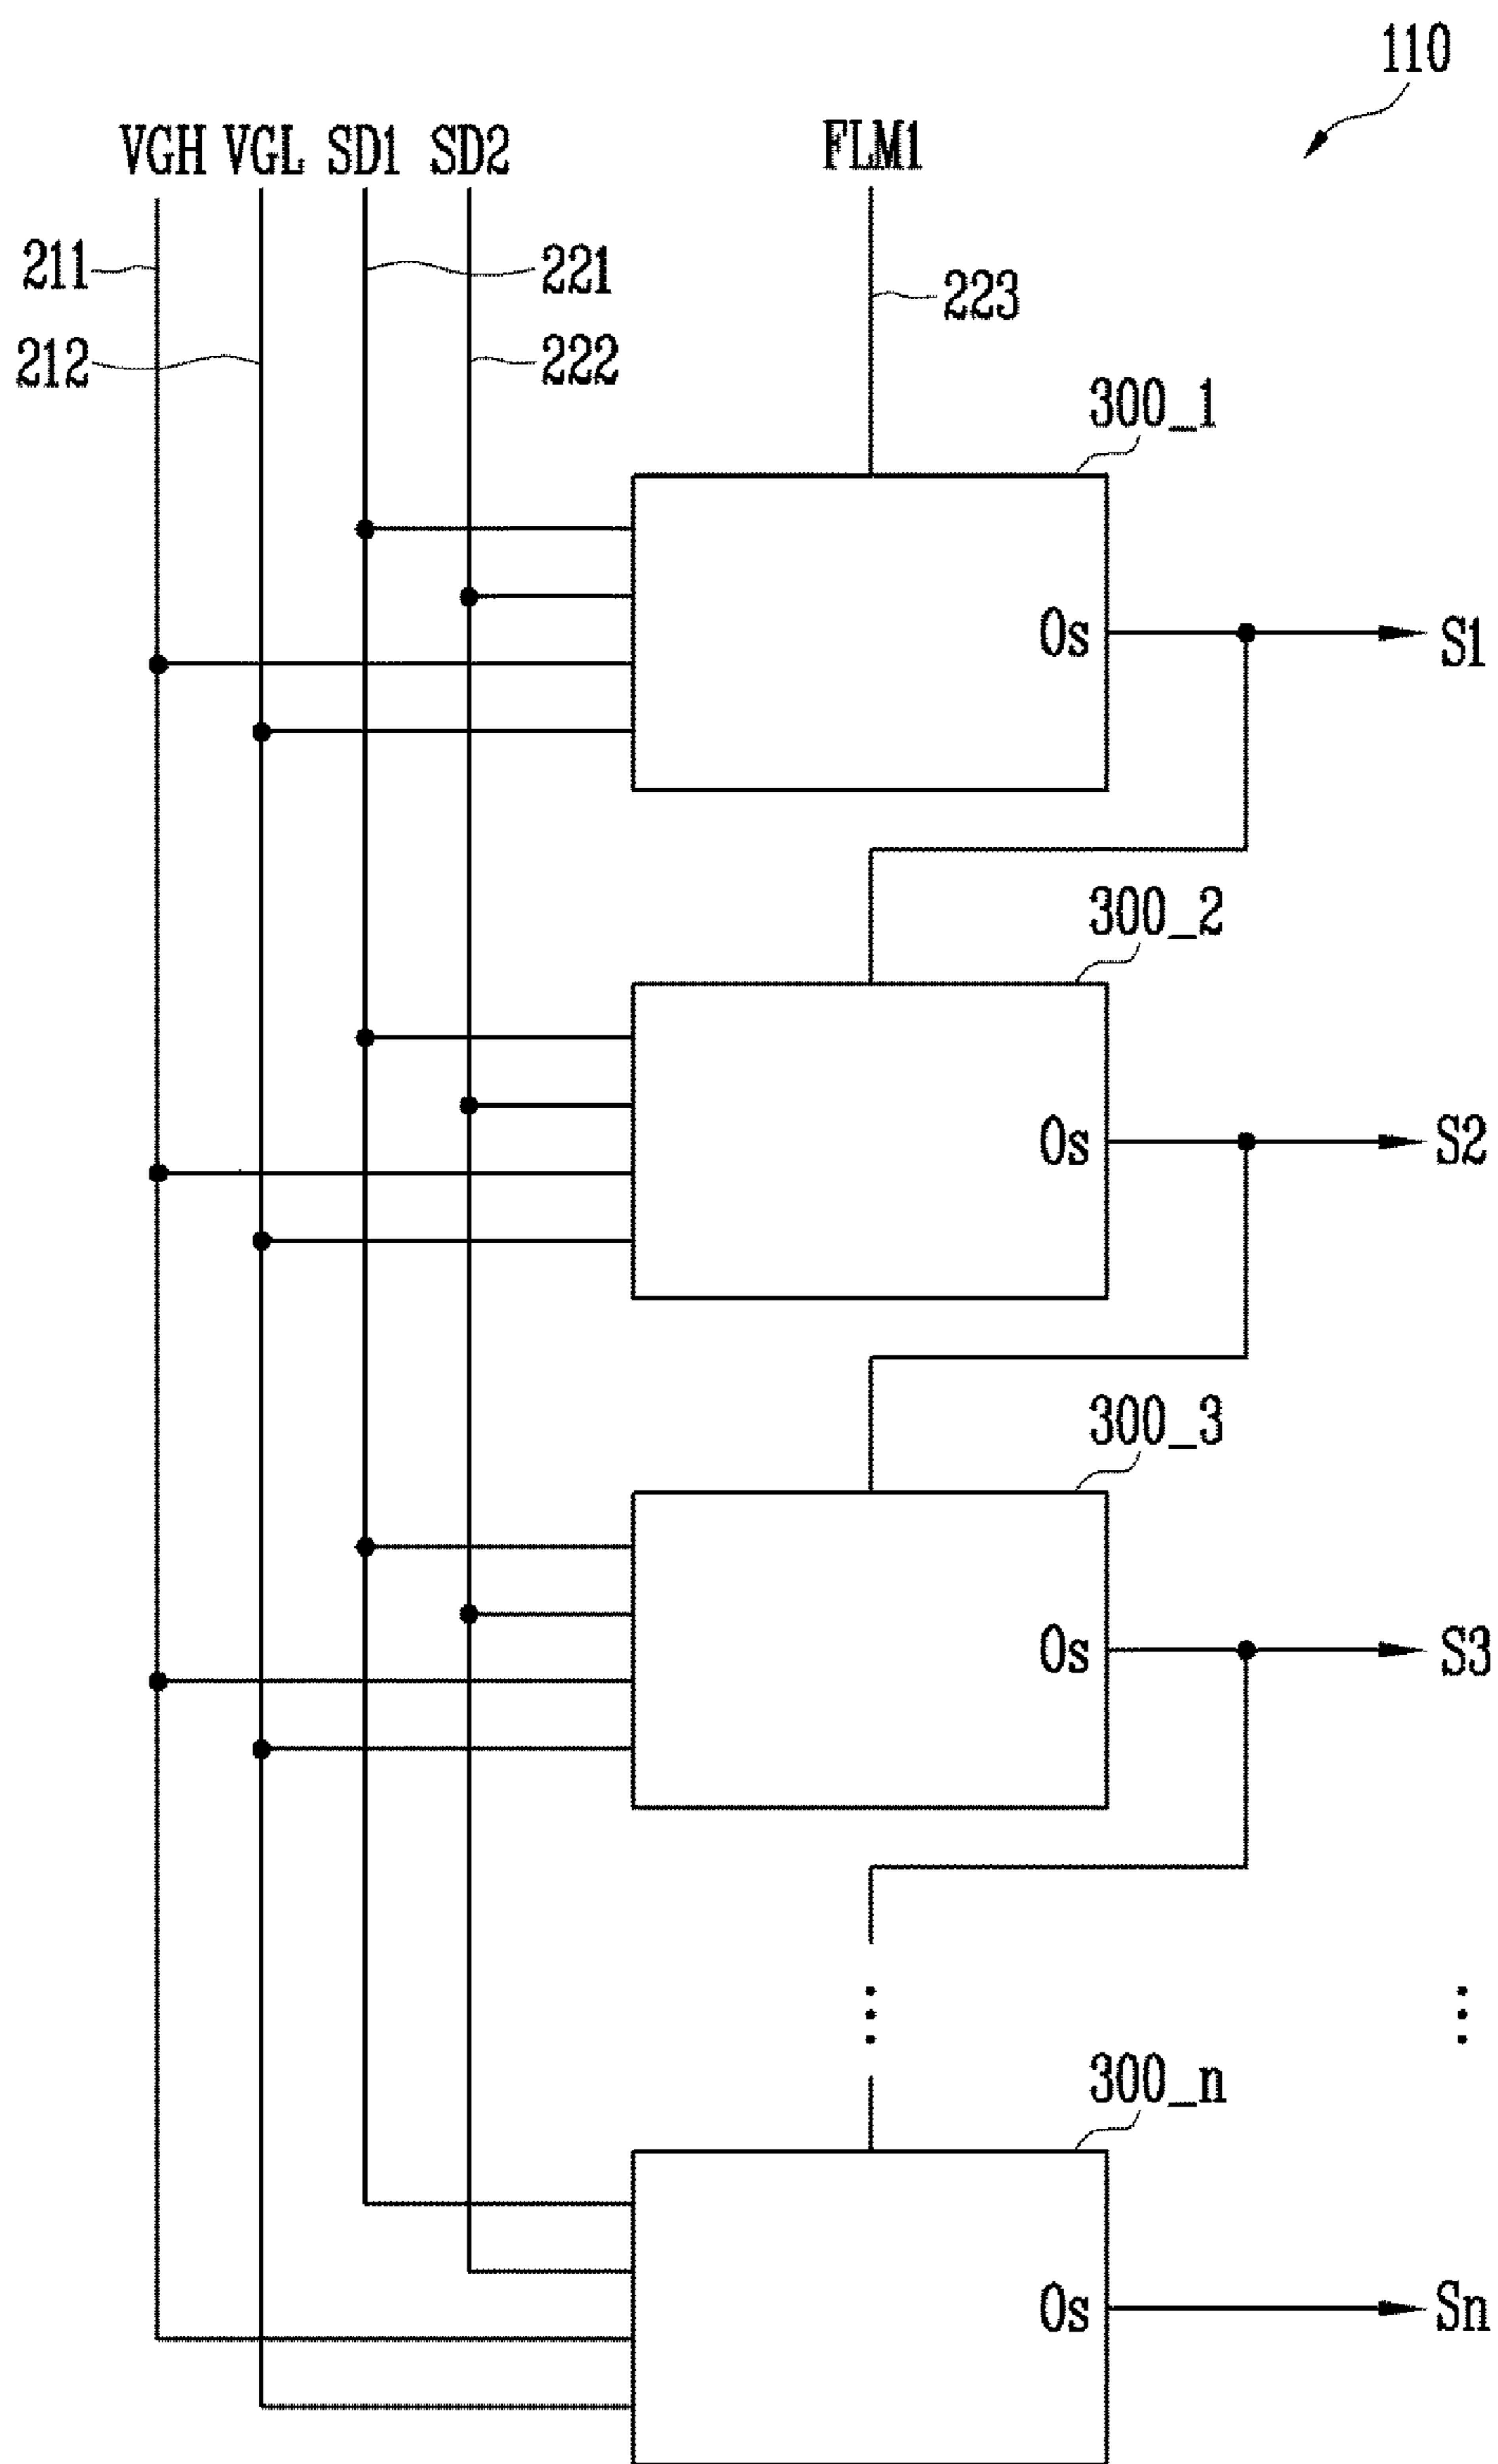 110
VGH VGL SD1 SD2 FLM1
211
221
223
212
222
300_1
Os
S1
300_2
Os
S2
300_3
Os
S3
300_n
Os
Sn